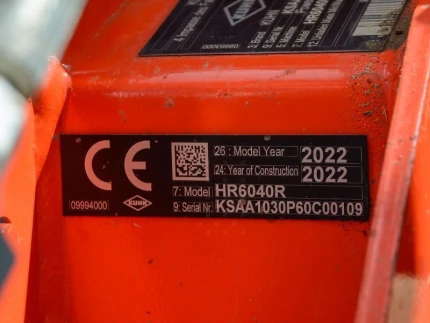 CE
26: Model Year 2022
24: Year of Construction 2022
7: Model HR6040R
9: Serial Nr. KSAA1030P60C00109
09994000
KUHN